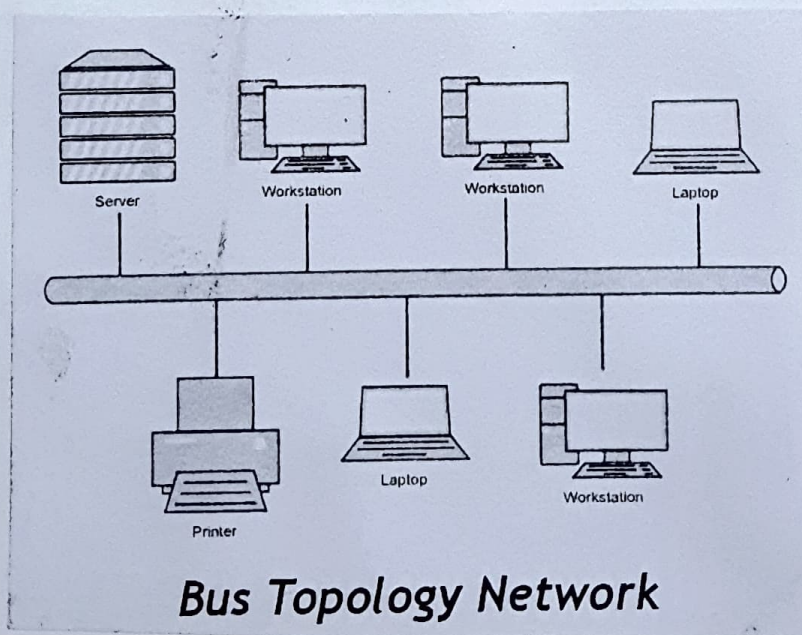 Server
Workstation
Workstation
Laptop
Printer
Laptop
Workstation
Bus Topology Network